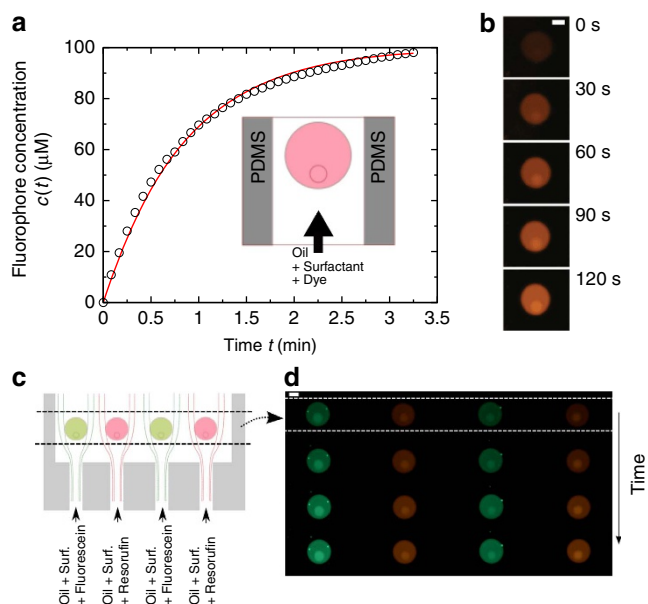 a
Fluorophore concentration
c(t) (μM)
100
80
60
40
20
0
0
0.5
1
1.5
2
2.5
3
3.5
Time t (min)
PDMS
PDMS
Oil
+ Surfactant
+ Dye
b
0 s
30 s
60 s
90 s
120 s
c
Oil + Surf.
+ Fluorescein
Oil + Surf.
+ Resorufin
Oil + Surf.
+ Fluorescein
Oil + Surf.
+ Resorufin
d
Time